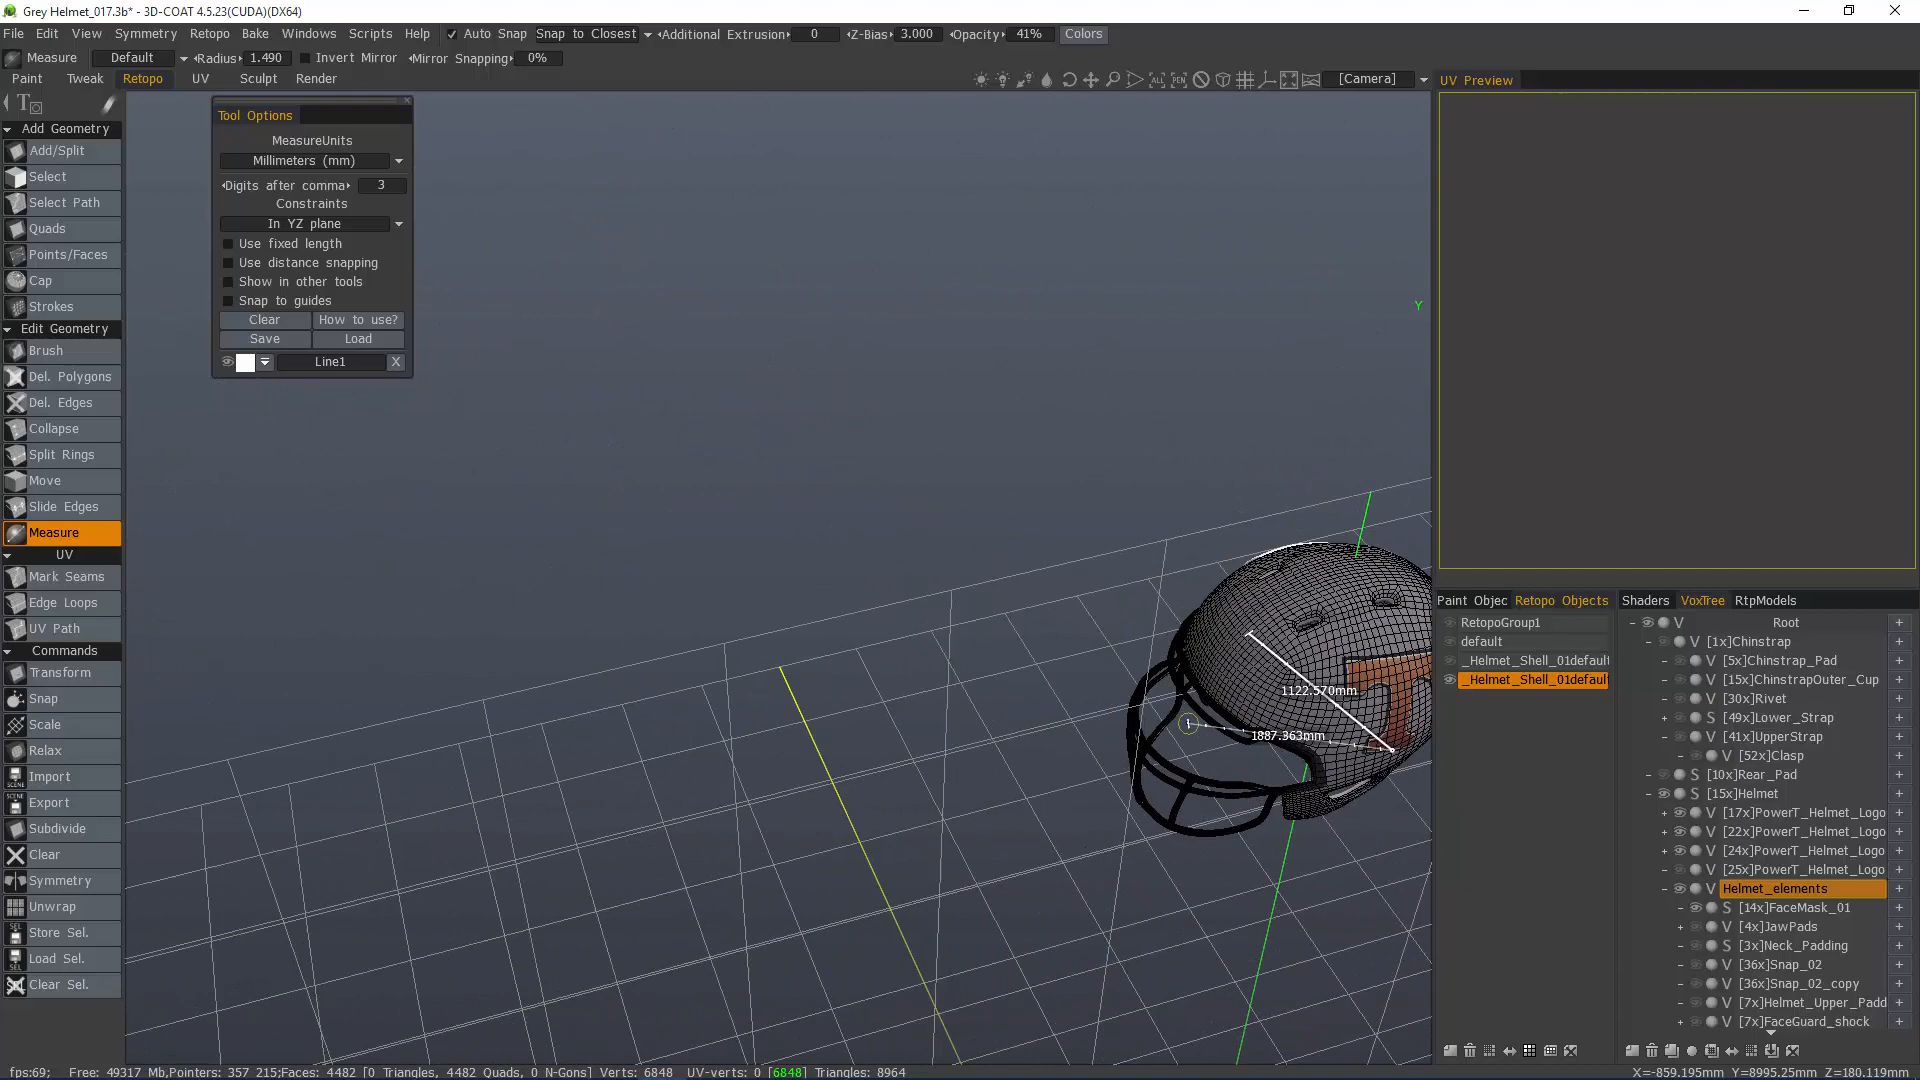 Grey Helmet_017.3b* - 3D-COAT 4.5.23(CUDA)(DX64)
File Edit View Symmetry Retopo Bake Windows Scripts Help Auto Snap Snap to Closest Additional Extrusion 0 Z-Bias 3.000 Opacity 41% Colors
Measure Default Radius 1.490 Invert Mirror Mirror Snapping 0%
Paint Tweak Retopo UV Sculpt Render ALL PEN [Camera] UV Preview
Tool Options
MeasureUnits
Millimeters (mm)
Digits after comma 3
Constraints
In YZ plane
Use fixed length
Use distance snapping
Show in other tools
Snap to guides
Clear How to use?
Save Load
Line1 X
Add Geometry
Add/Split
Select
Select Path
Quads
Points/Faces
Cap
Strokes
Edit Geometry
Brush
Del. Polygons
Del. Edges
Collapse
Split Rings
Move
Slide Edges
Measure
UV
Mark Seams
Edge Loops
UV Path
Commands
Transform
Snap
Scale
Relax
Import
Export
Subdivide
Clear
Symmetry
Unwrap
Store Sel.
Load Sel.
Clear Sel.
Y
1122.570mm
1887.363mm
Paint Objec Retopo Objects
RetopoGroup1
default
_Helmet_Shell_01default
_Helmet_Shell_01default
Shaders VoxTree RtpModels
V Root +
V [1x]Chinstrap +
V [5x]Chinstrap_Pad +
V [15x]ChinstrapOuter_Cup +
V [30x]Rivet +
S [49x]Lower_Strap +
V [41x]UpperStrap +
V [52x]Clasp +
S [10x]Rear_Pad +
S [15x]Helmet +
V [17x]PowerT_Helmet_Logo +
V [22x]PowerT_Helmet_Logo +
V [24x]PowerT_Helmet_Logo +
V [25x]PowerT_Helmet_Logo +
V Helmet_elements +
S [14x]FaceMask_01 +
V [4x]JawPads +
S [3x]Neck_Padding +
V [36x]Snap_02 +
V [36x]Snap_02_copy +
V [7x]Helmet_Upper_Padd +
V [7x]FaceGuard_shock +
fps:69; Free: 49317 Mb,Pointers: 357 215;Faces: 4482 [0 Triangles, 4482 Quads, 0 N-Gons] Verts: 6848 UV-verts: 0 [6848] Triangles: 8964
X=-859.195mm Y=8995.25mm Z=180.119mm